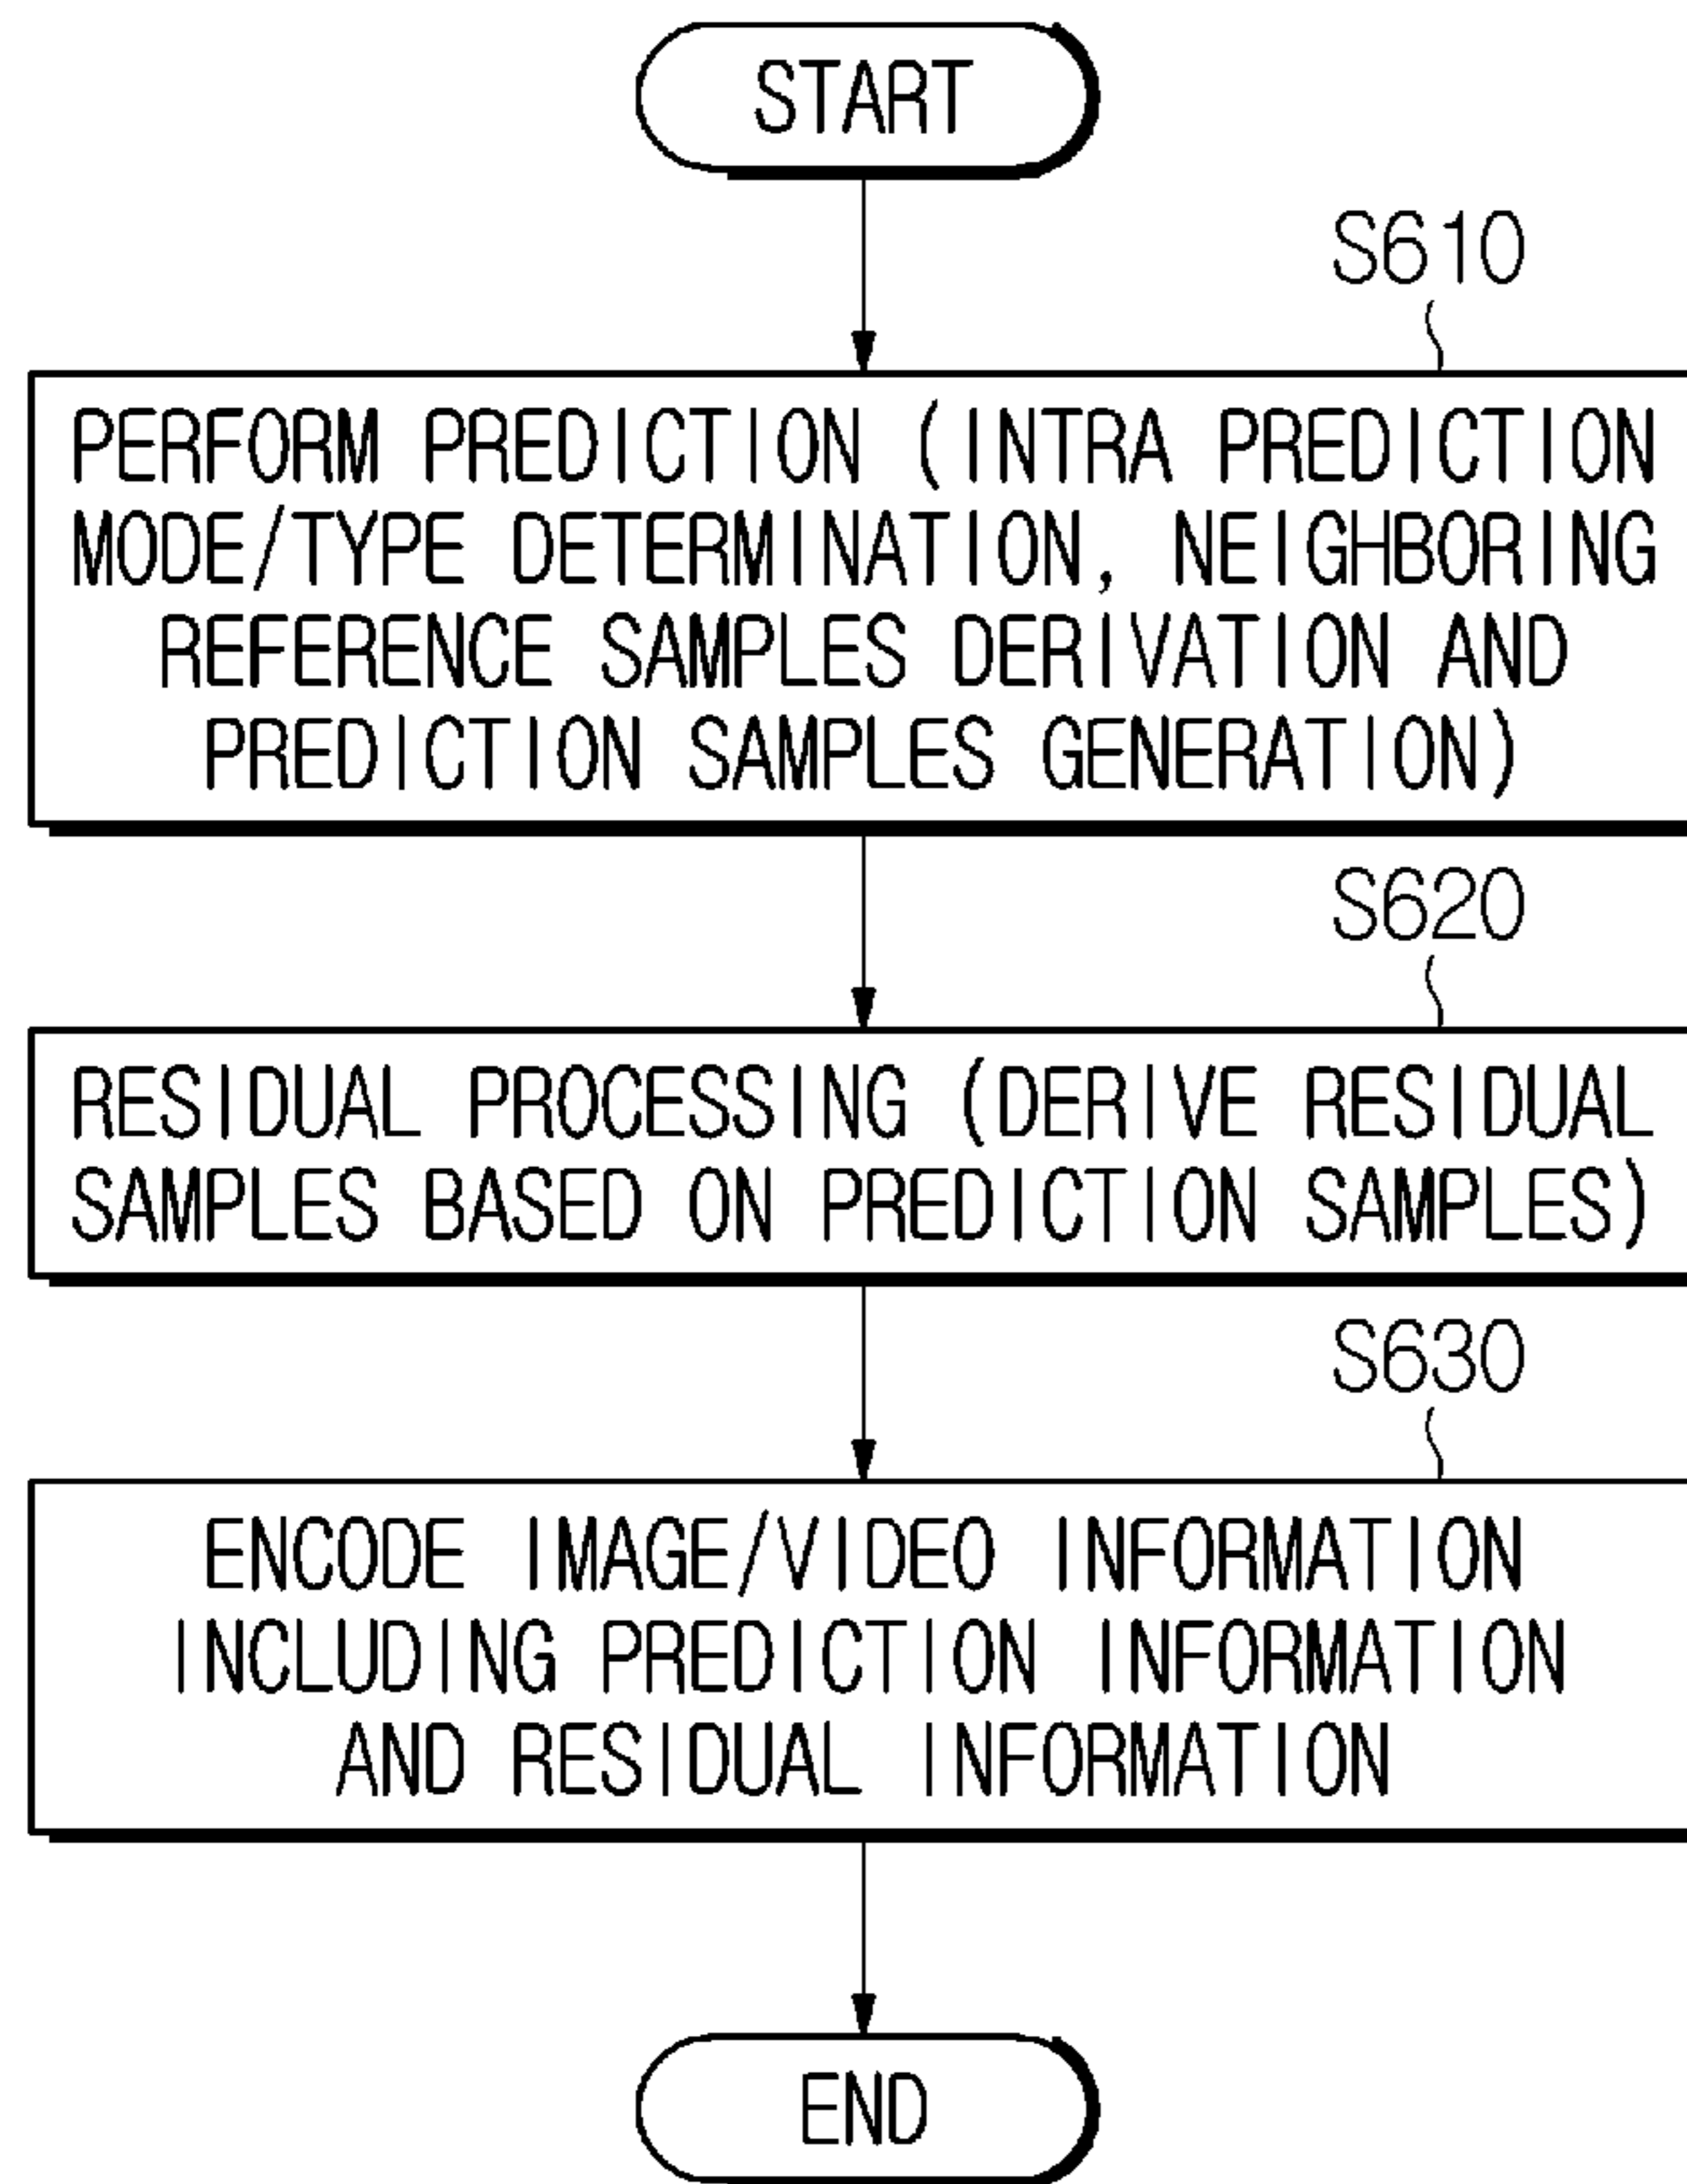 START
S610
PERFORM PREDICTION (INTRA PREDICTION
MODE/TYPE DETERMINATION, NEIGHBORING
REFERENCE SAMPLES DERIVATION AND
PREDICTION SAMPLES GENERATION)
S620
RESIDUAL PROCESSING (DERIVE RESIDUAL
SAMPLES BASED ON PREDICTION SAMPLES)
S630
ENCODE IMAGE/VIDEO INFORMATION
INCLUDING PREDICTION INFORMATION
AND RESIDUAL INFORMATION
END